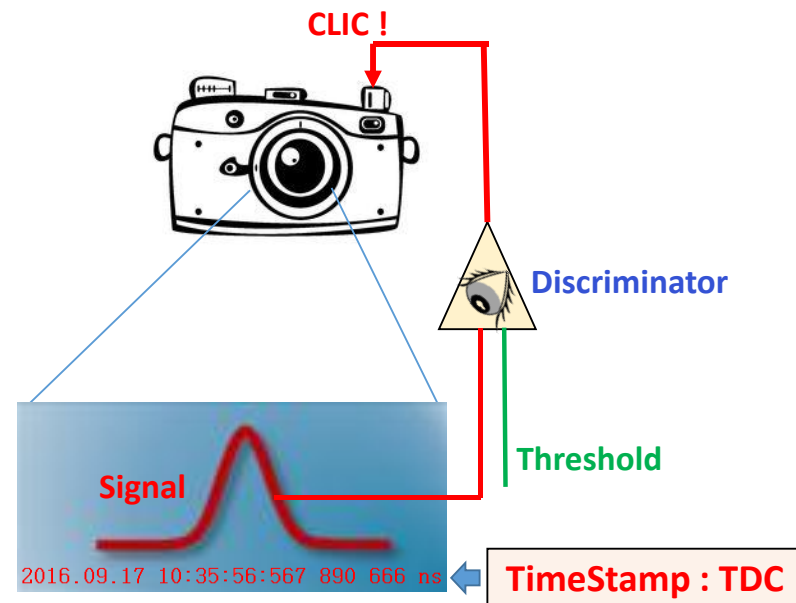 CLIC !
Discriminator
Threshold
Signal
2016.09.17 10:35:56:567 890 666 ns
TimeStamp : TDC